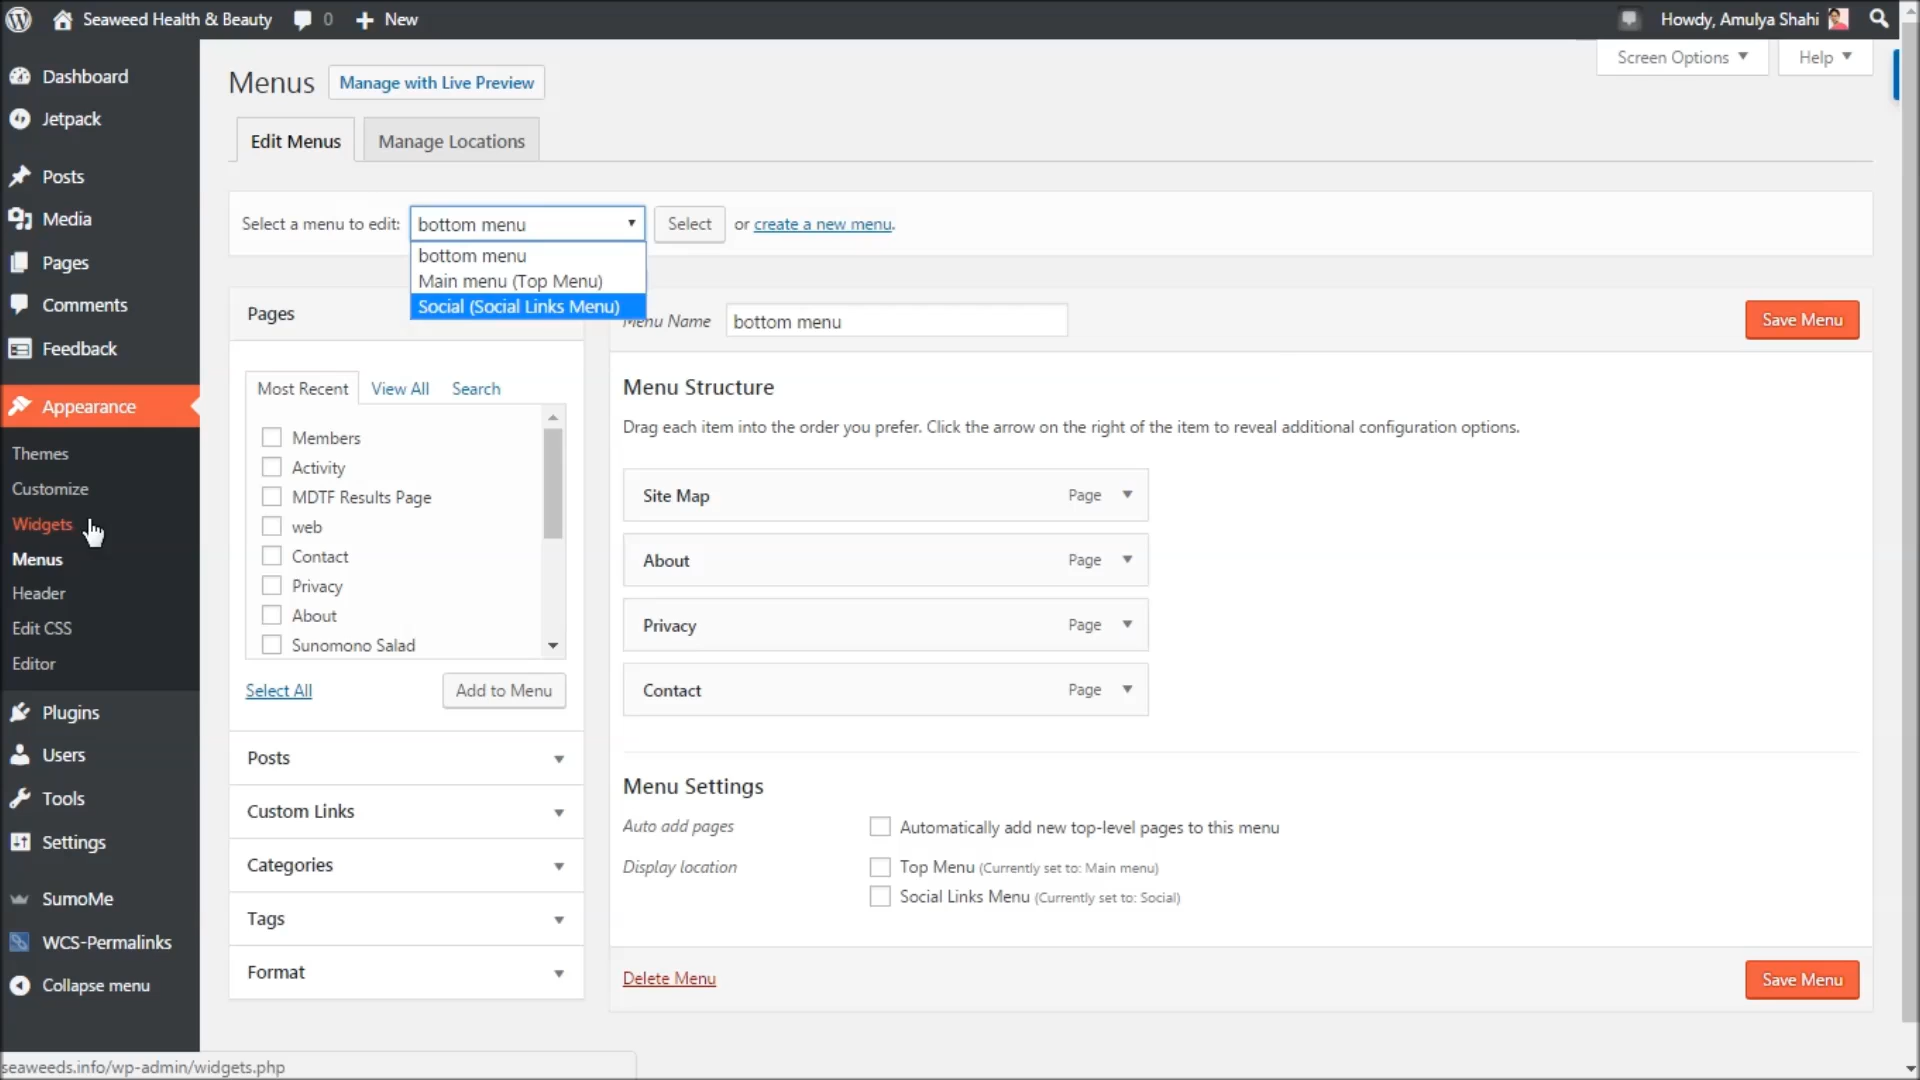 Seaweed Health & Beauty 0 New Howdy, Amulya Shahi
Screen Options Help
Dashboard
Jetpack
Posts
Media
Pages
Comments
Feedback
Appearance
Themes
Customize
Widgets
Menus
Header
Edit CSS
Editor
Plugins
Users
Tools
Settings
SumoMe
WCS-Permalinks
Collapse menu
Menus Manage with Live Preview
Edit Menus Manage Locations
Select a menu to edit: bottom menu Select or create a new menu.
bottom menu
Main menu (Top Menu)
Social (Social Links Menu)
Pages
Most Recent View All Search
Members
Activity
MDTF Results Page
web
Contact
Privacy
About
Sunomono Salad
Select All Add to Menu
Posts
Custom Links
Categories
Tags
Format
Menu Name bottom menu Save Menu
Menu Structure
Drag each item into the order you prefer. Click the arrow on the right of the item to reveal additional configuration options.
Site Map Page
About Page
Privacy Page
Contact Page
Menu Settings
Auto add pages Automatically add new top-level pages to this menu
Display location Top Menu (Currently set to: Main menu)
Social Links Menu (Currently set to: Social)
Delete Menu Save Menu
seaweeds.info/wp-admin/widgets.php